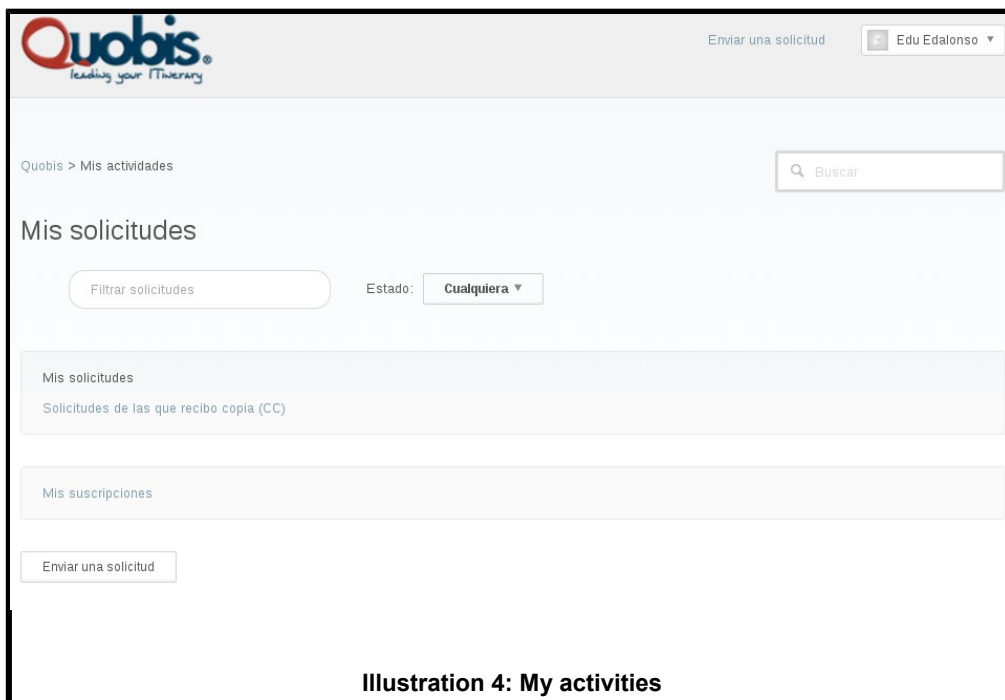 Quobis®
leading your ITinerary
Enviar una solicitud
Edu Edalonso
Quobis > Mis actividades
Buscar
Mis solicitudes
Filtrar solicitudes
Estado:
Cualquiera
Mis solicitudes
Solicitudes de las que recibo copia (CC)
Mis suscripciones
Enviar una solicitud
Illustration 4: My activities